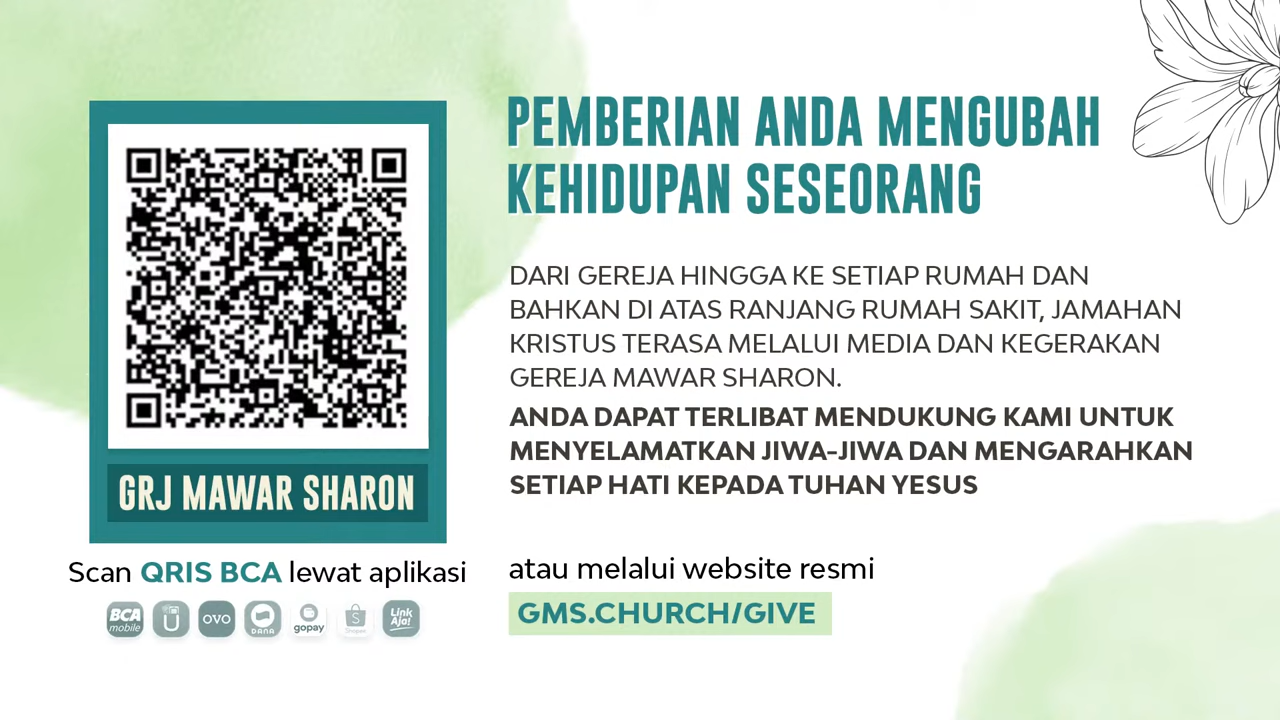 PEMBERIAN ANDA MENGUBAH
KEHIDUPAN SESEORANG
DARI GEREJA HINGGA KE SETIAP RUMAH DAN
BAHKAN DI ATAS RANJANG RUMAH SAKIT, JAMAHAN
KRISTUS TERASA MELALUI MEDIA DAN KEGERAKAN
GEREJA MAWAR SHARON.
ANDA DAPAT TERLIBAT MENDUKUNG KAMI UNTUK
MENYELAMATKAN JIWA-JIWA DAN MENGARAHKAN
SETIAP HATI KEPADA TUHAN YESUS
GRJ MAWAR SHARON
Scan QRIS BCA lewat aplikasi
BCA mobile U OVO DANA gopay Shopee Link Aja!
atau melalui website resmi
GMS.CHURCH/GIVE